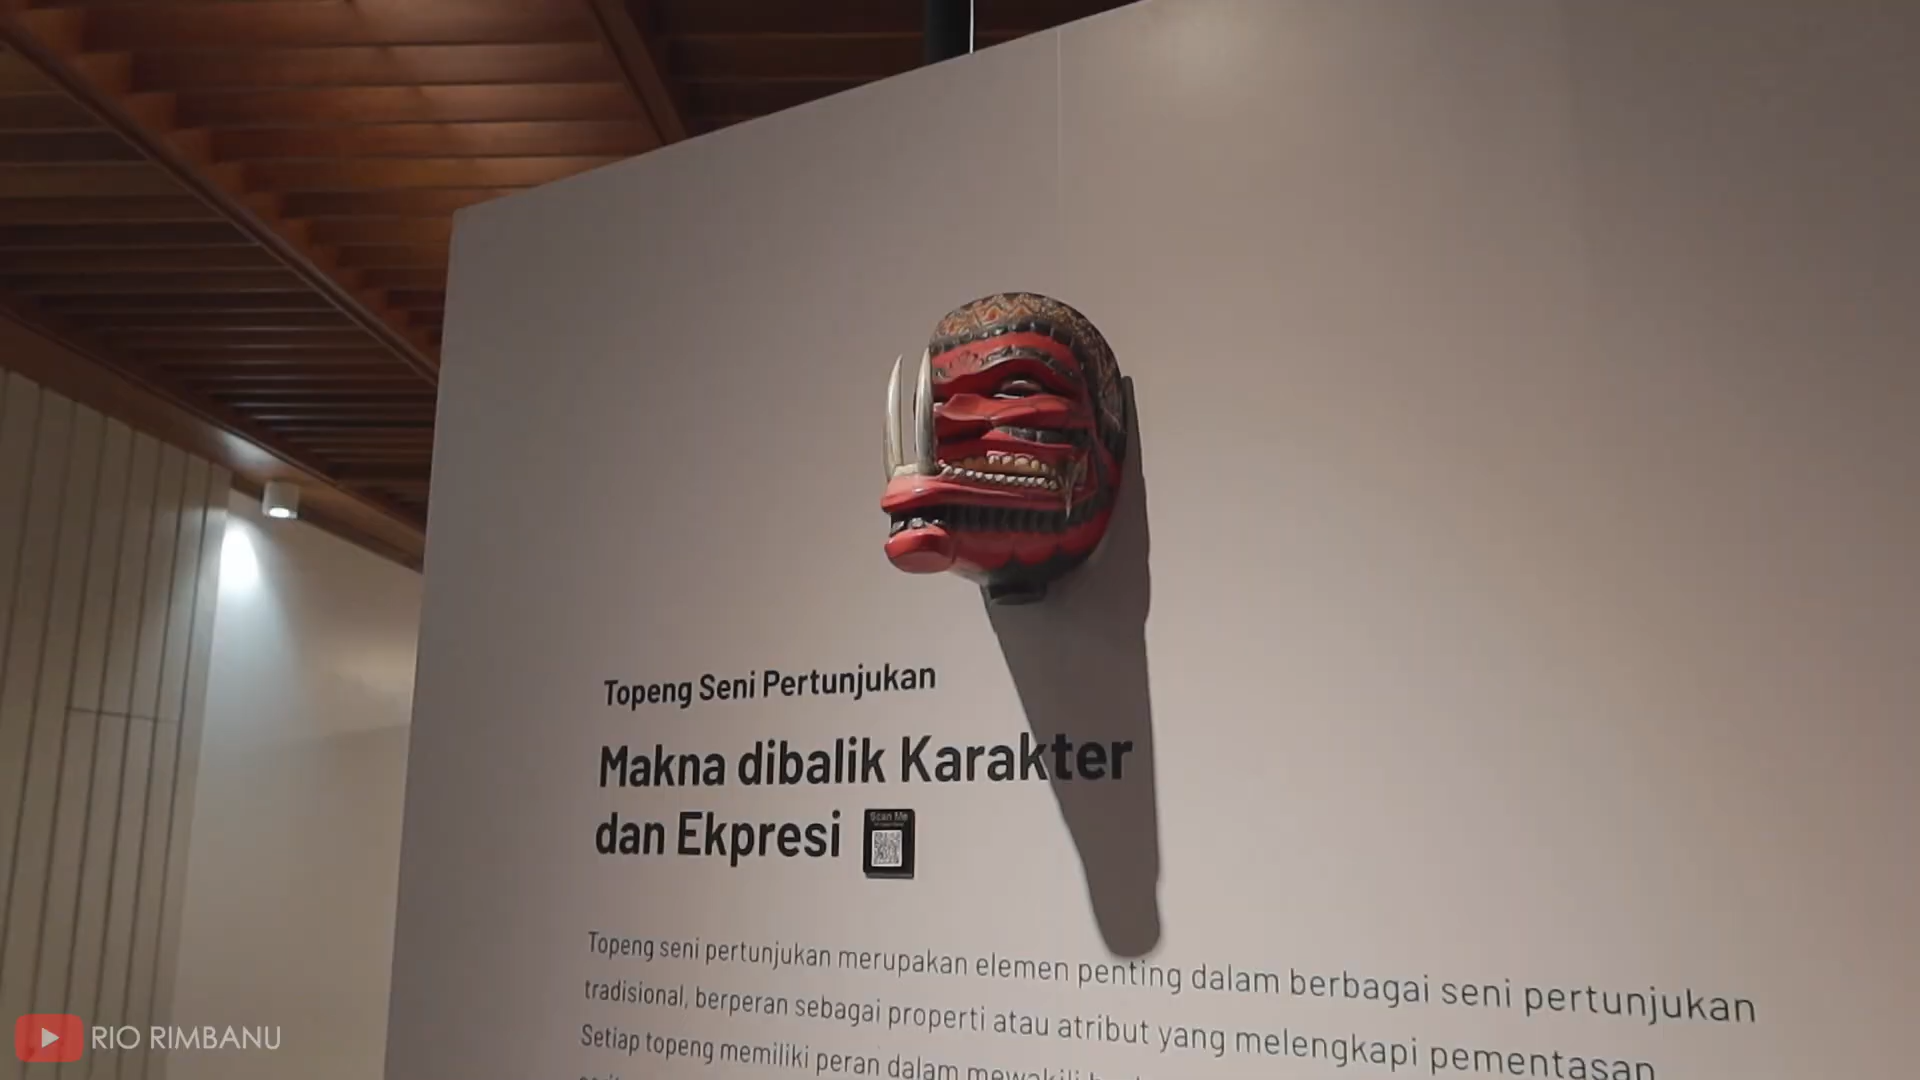 Topeng Seni Pertunjukan
Makna dibalik Karakter
dan Ekpresi
Scan Me
Topeng seni pertunjukan merupakan elemen penting dalam berbagai seni pertunjukan
tradisional, berperan sebagai properti atau atribut yang melengkapi pementasan
Setiap topeng memiliki peran dalam mewakili
RIO RIMBANU